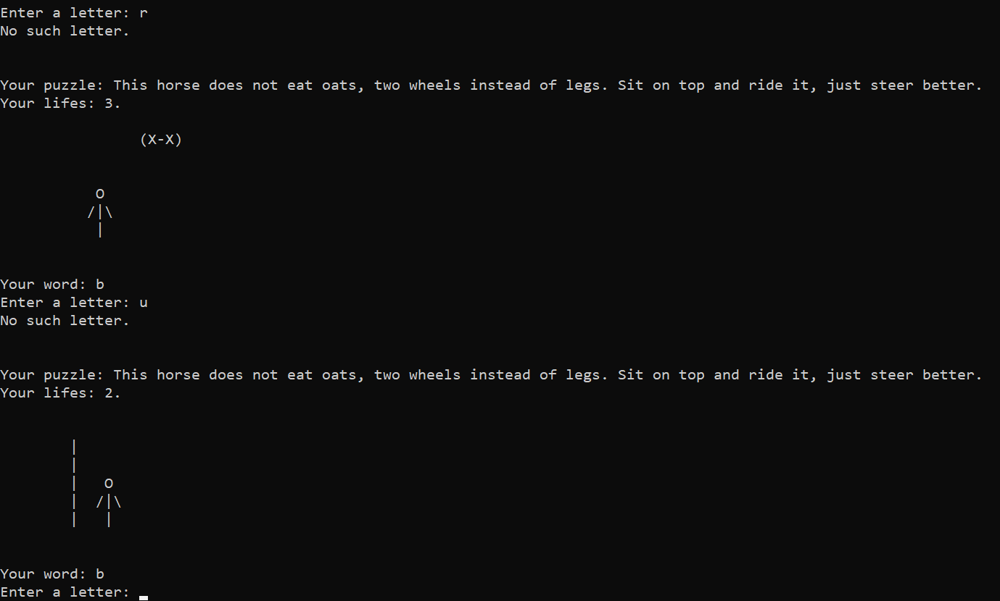 Enter a letter: r
No such letter.
Your puzzle: This horse does not eat oats, two wheels instead of legs. Sit on top and ride it, just steer better.
Your lifes: 3.
(X-X)
O
/|\
|
Your word: b
Enter a letter: u
No such letter.
Your puzzle: This horse does not eat oats, two wheels instead of legs. Sit on top and ride it, just steer better.
Your lifes: 2.
|
|
|   O
|  /|\
|   |
Your word: b
Enter a letter: